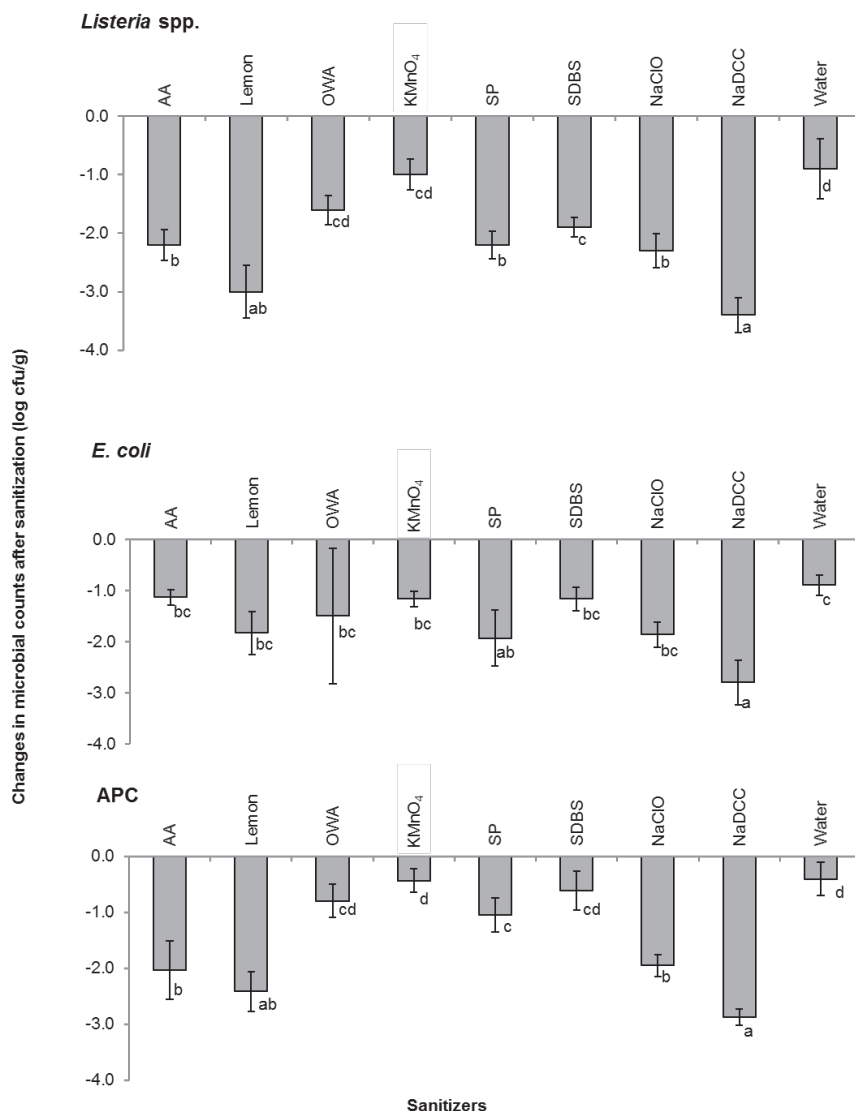 Listeria spp.
AA Lemon OWA KMnO₄ SP SDBS NaClO NaDCC Water
0.0
-1.0
-2.0
-3.0
-4.0
b ab cd cd b c b a d
E. coli
AA Lemon OWA KMnO₄ SP SDBS NaClO NaDCC Water
0.0
-1.0
-2.0
-3.0
-4.0
bc bc bc bc ab bc bc a c
APC
AA Lemon OWA KMnO₄ SP SDBS NaClO NaDCC Water
0.0
-1.0
-2.0
-3.0
-4.0
b ab cd d c cd b a d
Changes in microbial counts after sanitization (log cfu/g)
Sanitizers